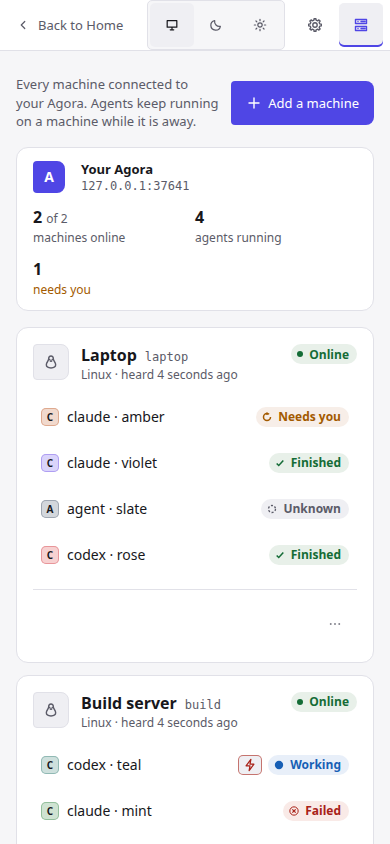 Back to Home
Every machine connected to
your Agora. Agents keep running
on a machine while it is away.
Add a machine
A
Your Agora
127.0.0.1:37641
2 of 2
machines online
4
agents running
1
needs you
Laptop laptop
Online
Linux · heard 4 seconds ago
C claude · amber
Needs you
C claude · violet
Finished
A agent · slate
Unknown
C codex · rose
Finished
...
Build server build
Online
Linux · heard 4 seconds ago
C codex · teal
Working
C claude · mint
Failed